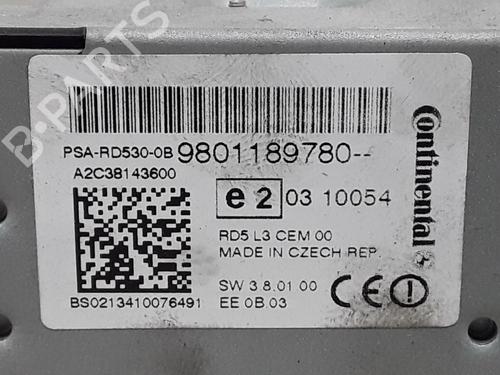 PSA-RD530-0B 9801189780--
A2C38143600
e2 03 10054
RD5 L3 CEM 00
MADE IN CZECH REP.
SW 3.8.01 00
EE 0B.03
BS0213410076491
CE
Continental
B-PARTS